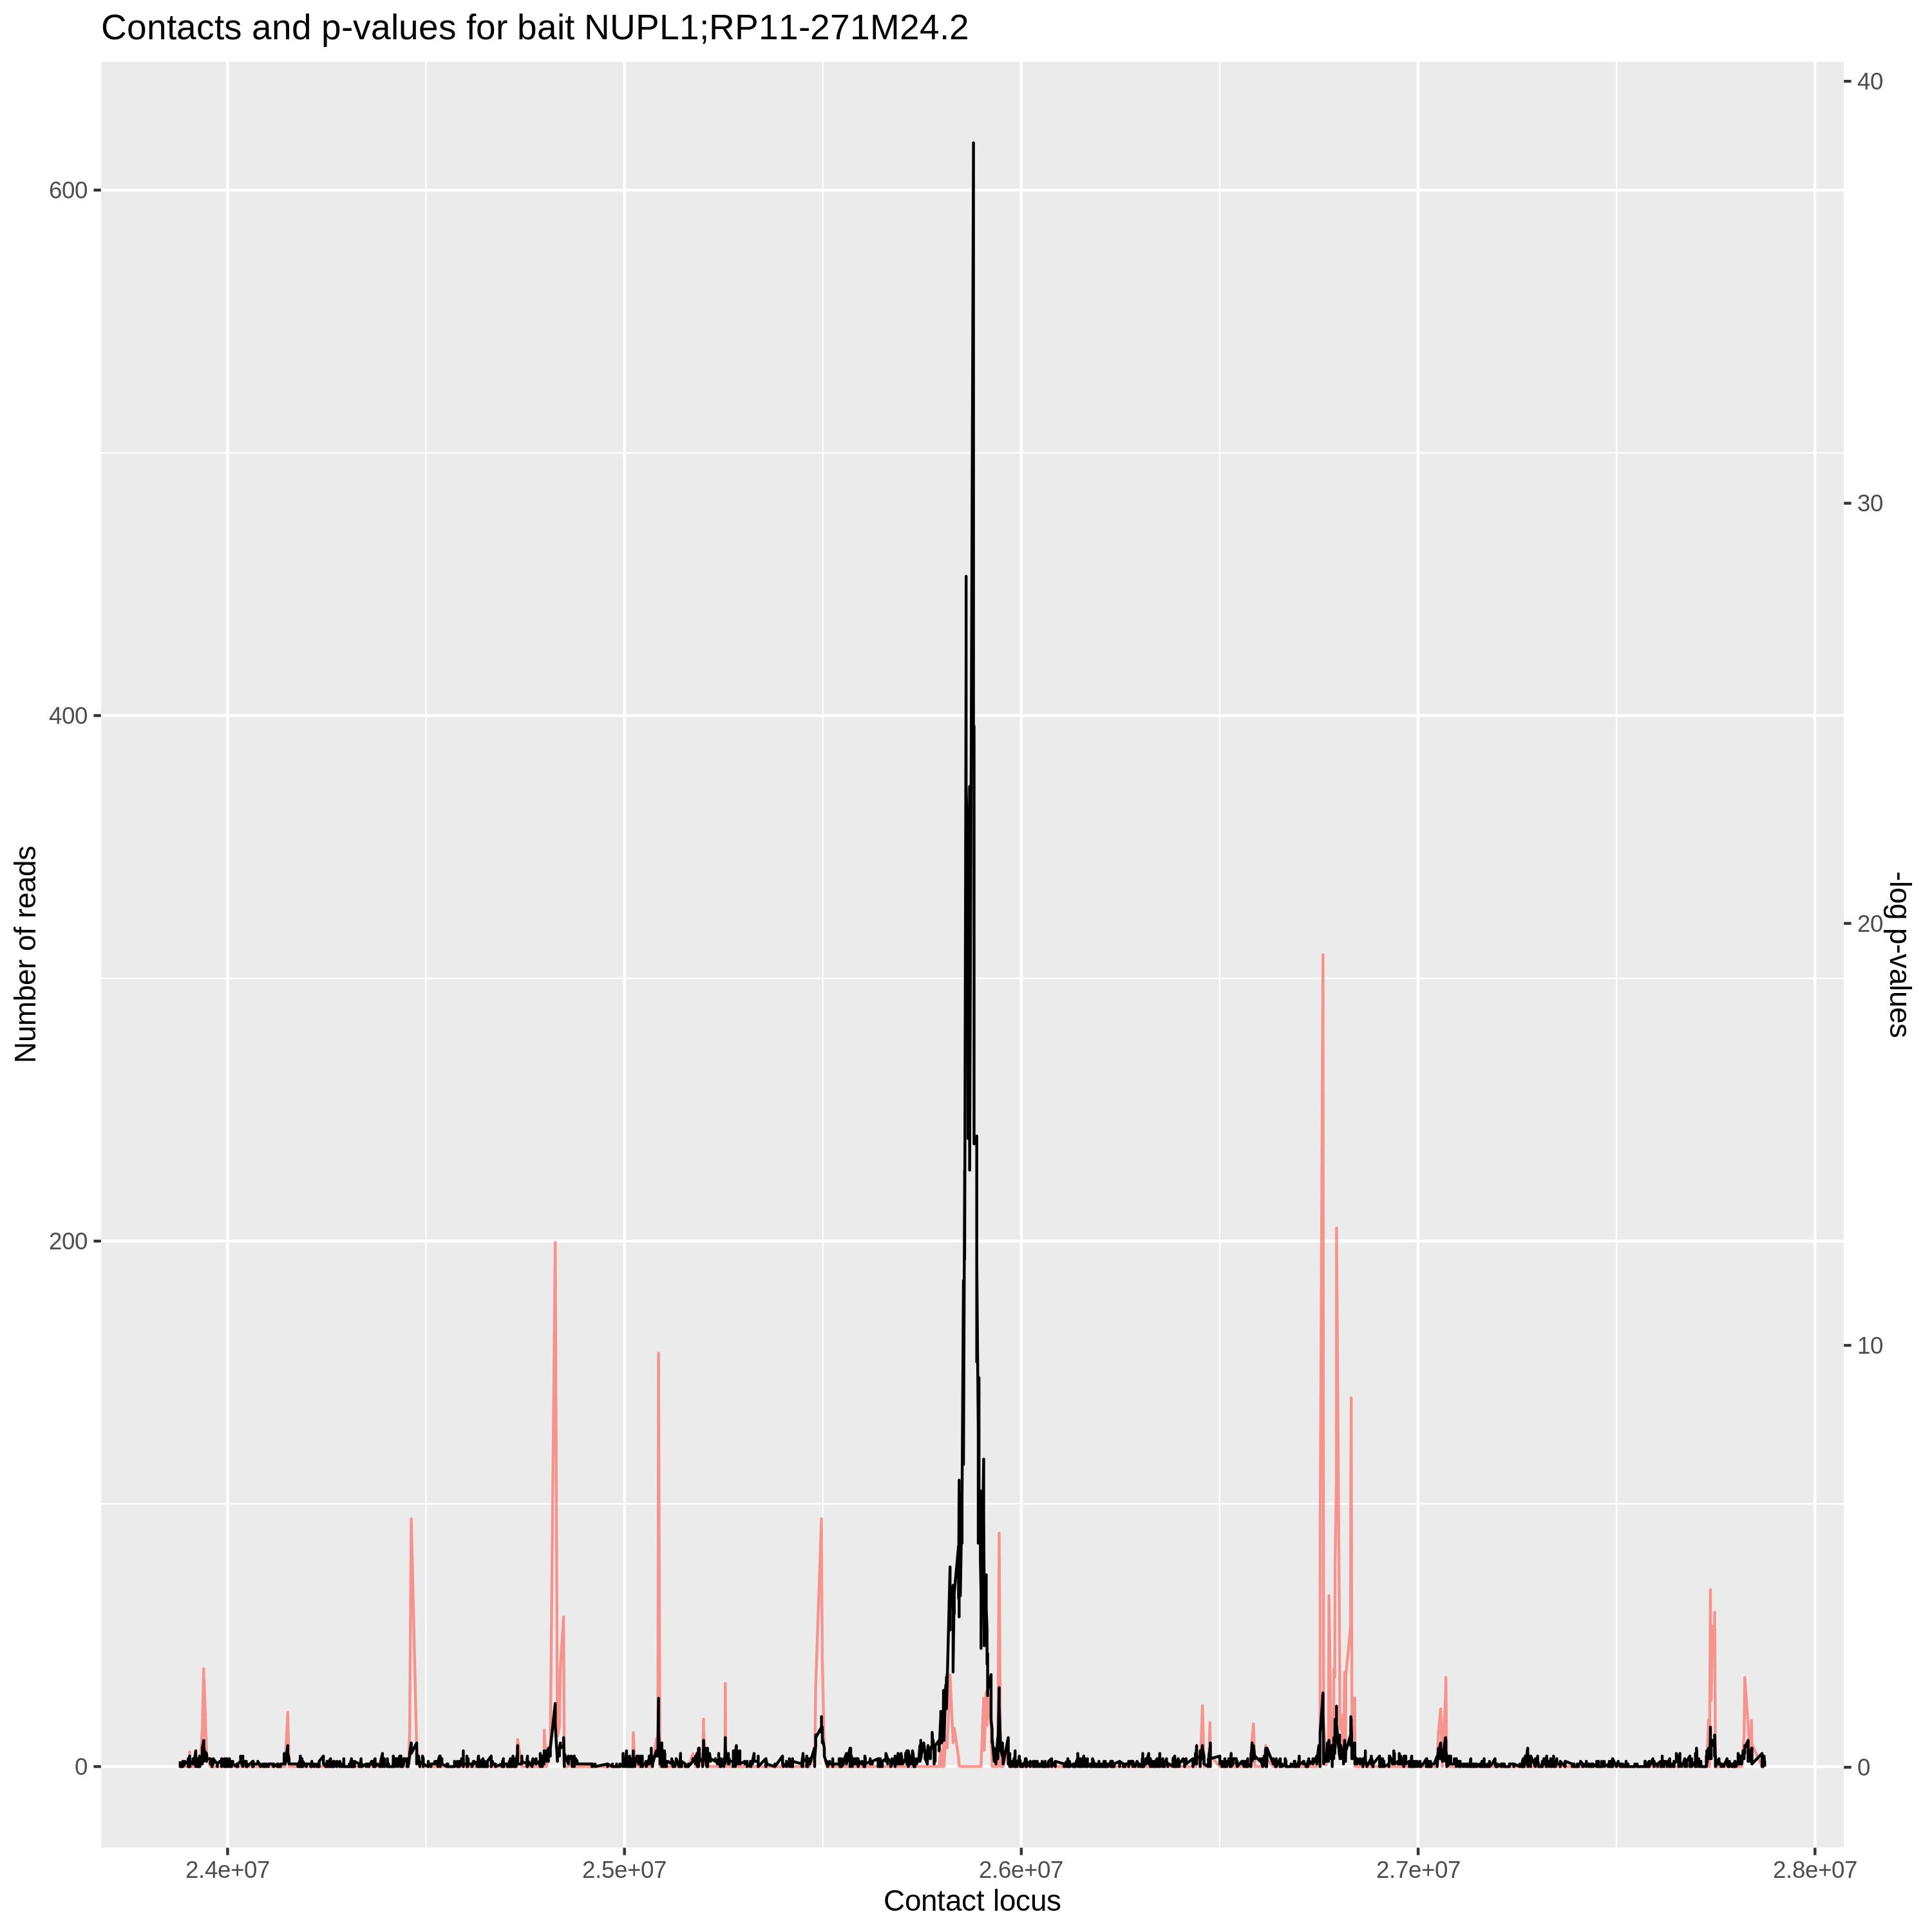 Contacts and p-values for bait NUPL1;RP11-271M24.2
40
600
30
400
Number of reads
-log p-values
20
200
10
0
0
2.4e+07
2.5e+07
2.6e+07
2.7e+07
2.8e+07
Contact locus